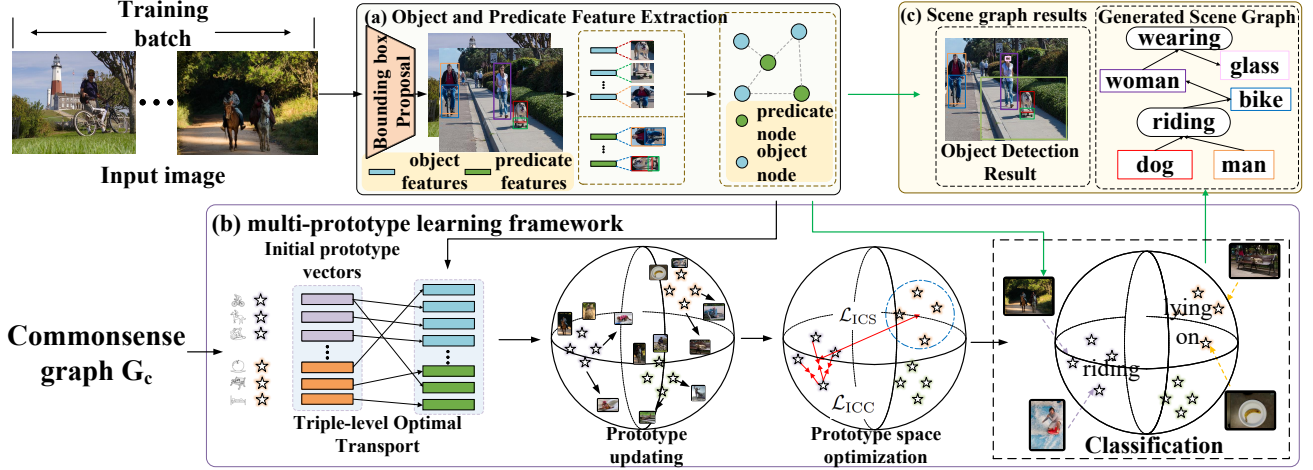 Training
batch
Input image
(a) Object and Predicate Feature Extraction
Bounding box
Proposal
object
features
predicate
features
predicate
node
object
node
(c) Scene graph results
Object Detection
Result
Generated Scene Graph
wearing
glass
woman
bike
riding
dog
man
(b) multi-prototype learning framework
Commonsense
graph G_c
Initial prototype
vectors
Triple-level Optimal
Transport
Prototype
updating
ℒ_ICS
ℒ_ICC
Prototype space
optimization
lying
on
riding
Classification